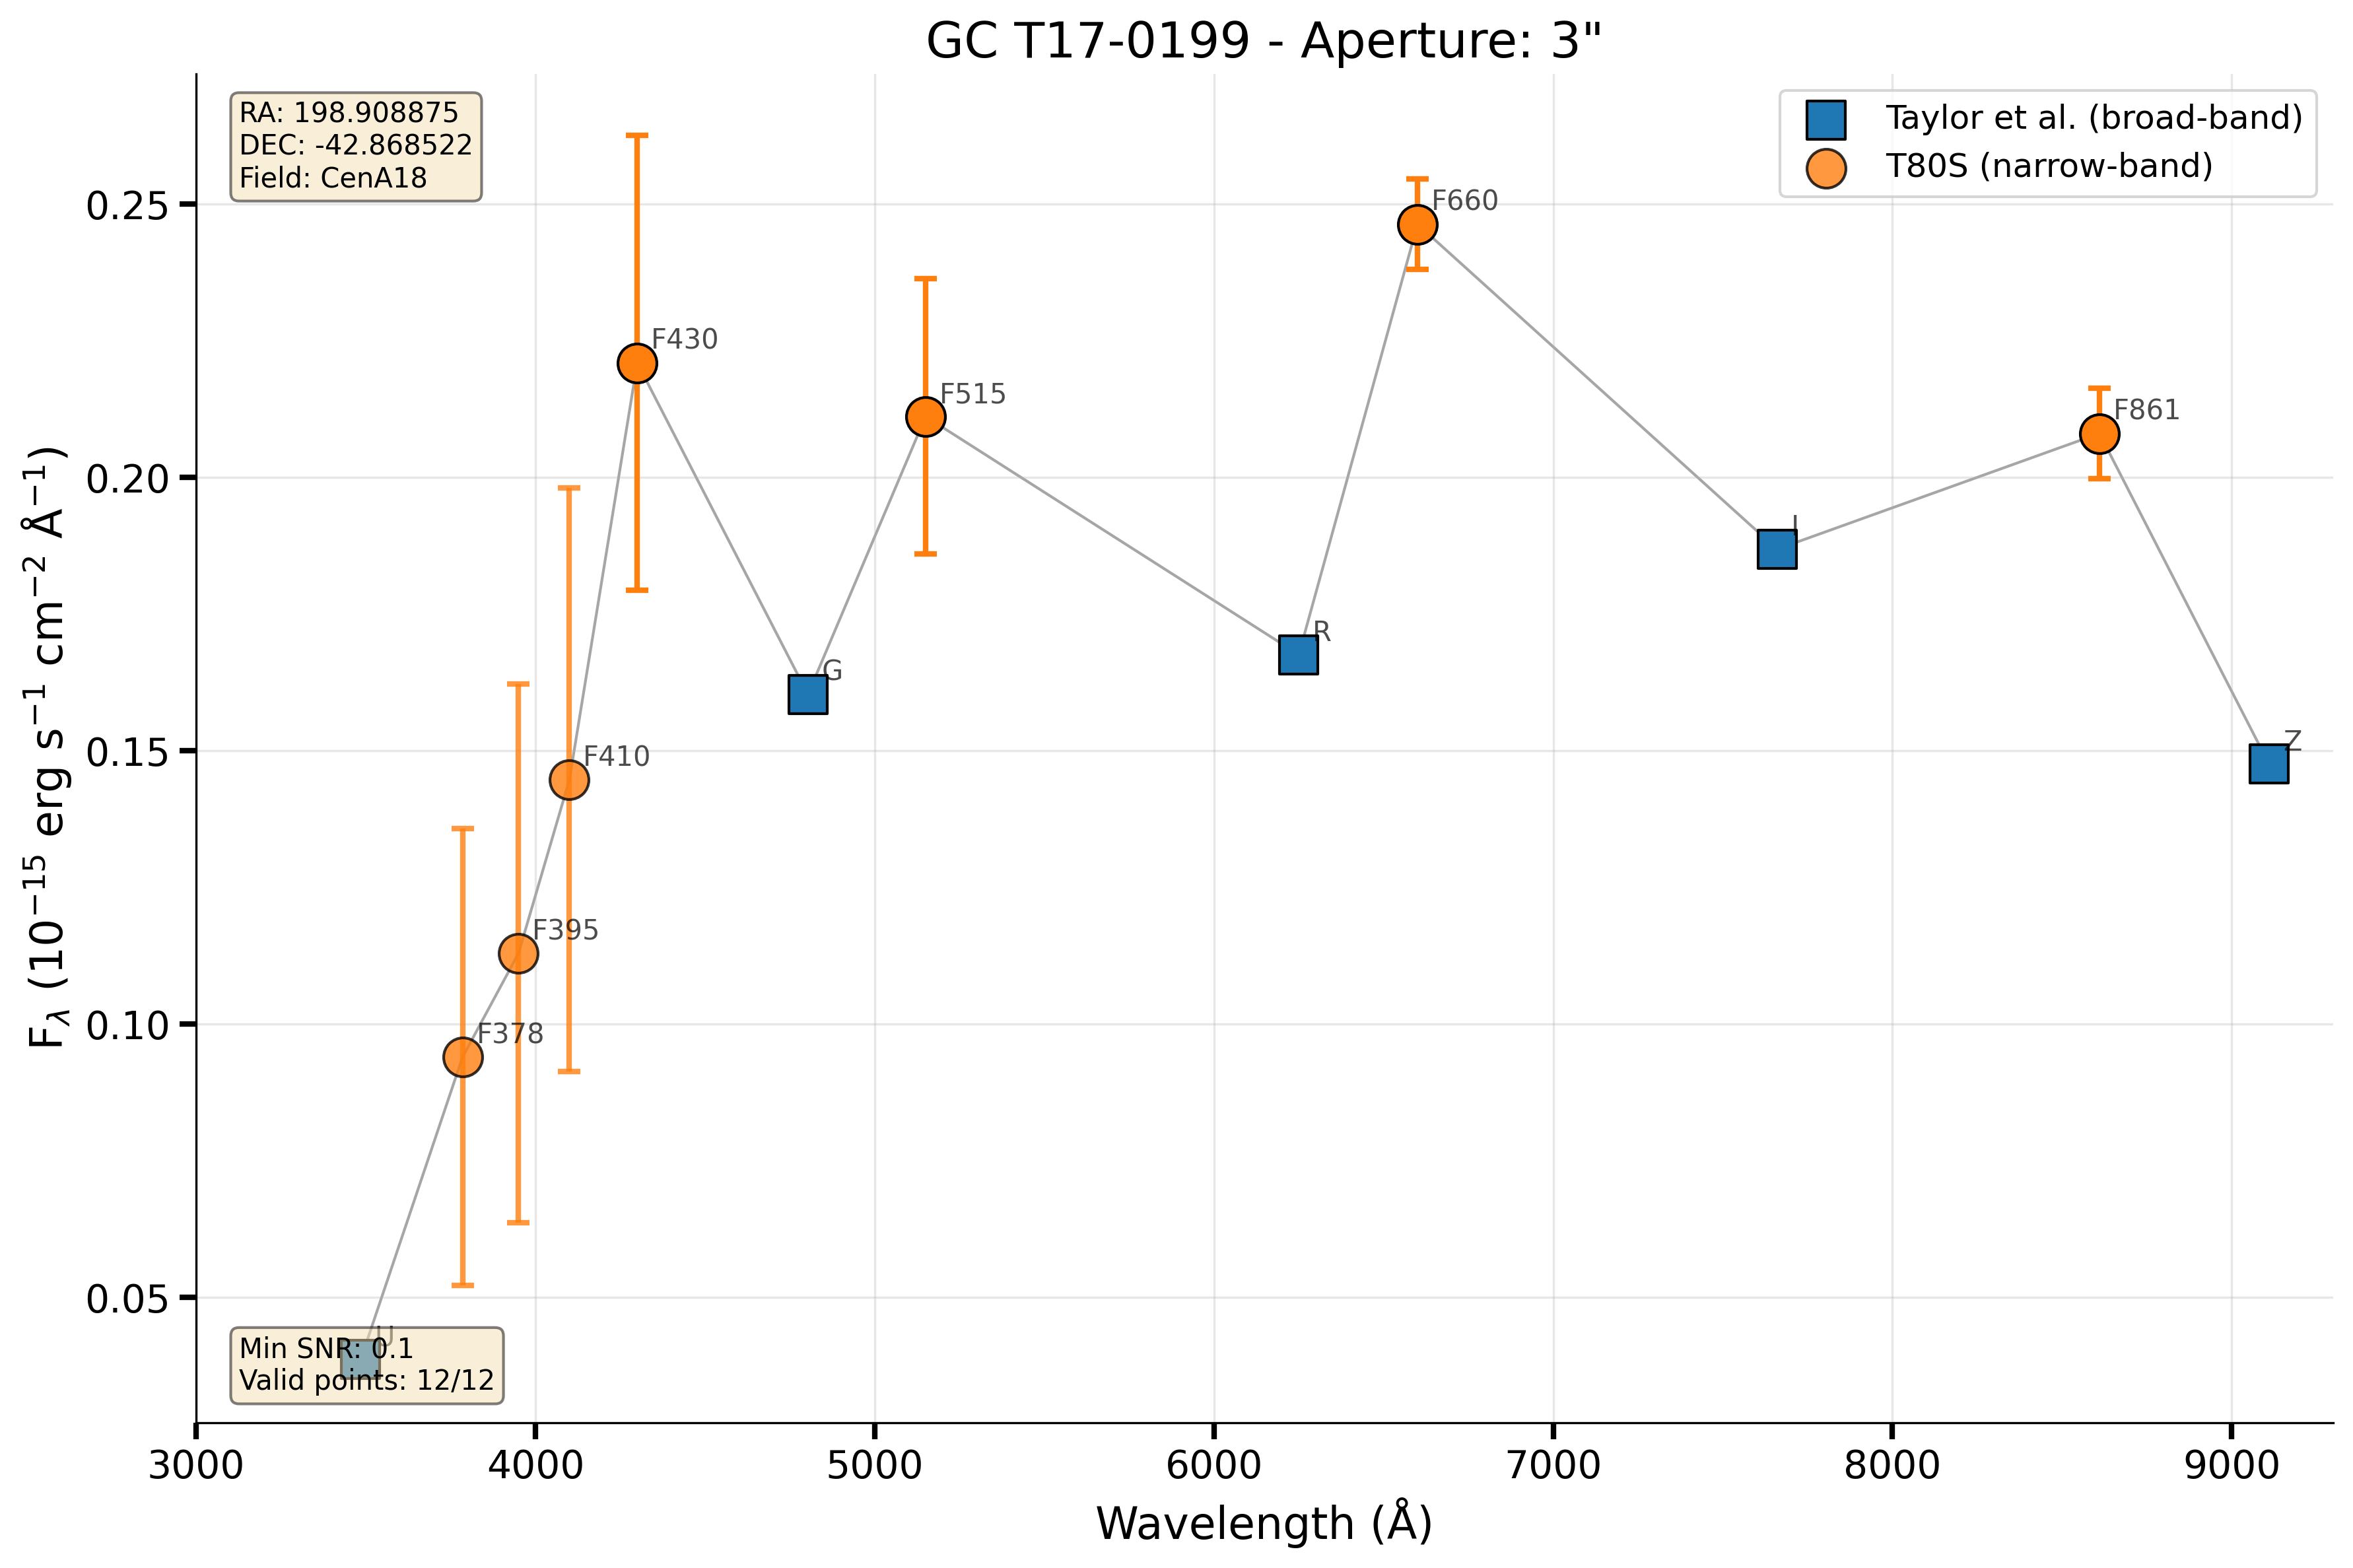 GC T17-0199 - Aperture: 3"
RA: 198.908875
DEC: -42.868522
Field: CenA18
Taylor et al. (broad-band)
T80S (narrow-band)
F660
F430
F515
F861
I
R
G
Z
F410
F395
F378
U
Min SNR: 0.1
Valid points: 12/12
0.25
0.20
0.15
0.10
0.05
F_λ (10⁻¹⁵ erg s⁻¹ cm⁻² Å⁻¹)
3000 4000 5000 6000 7000 8000 9000
Wavelength (Å)